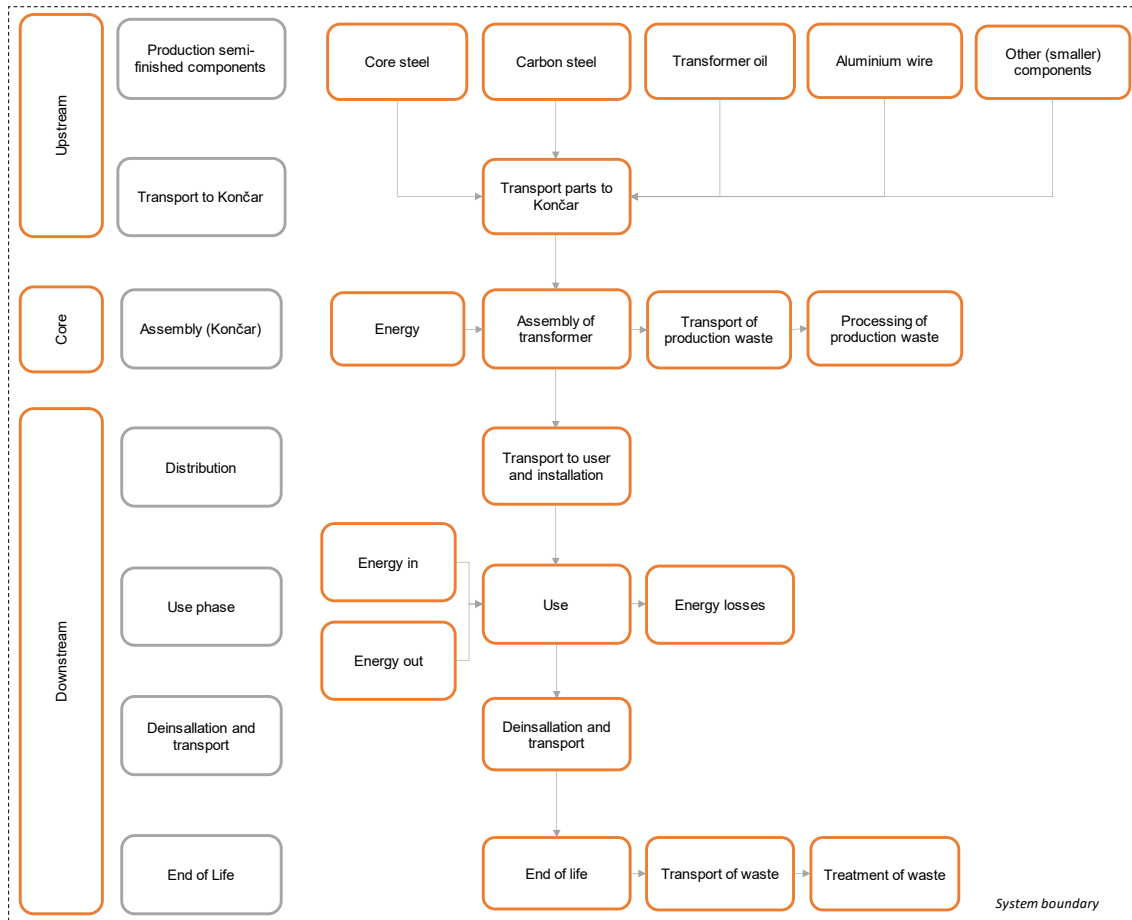 Upstream
Production semi-
finished components
Core steel
Carbon steel
Transformer oil
Aluminium wire
Other (smaller)
components
Transport to Končar
Transport parts to
Končar
Core
Assembly (Končar)
Energy
Assembly of
transformer
Transport of
production waste
Processing of
production waste
Downstream
Distribution
Transport to user
and installation
Energy in
Use phase
Use
Energy losses
Energy out
Deinsallation and
transport
Deinsallation and
transport
End of Life
End of life
Transport of waste
Treatment of waste
System boundary